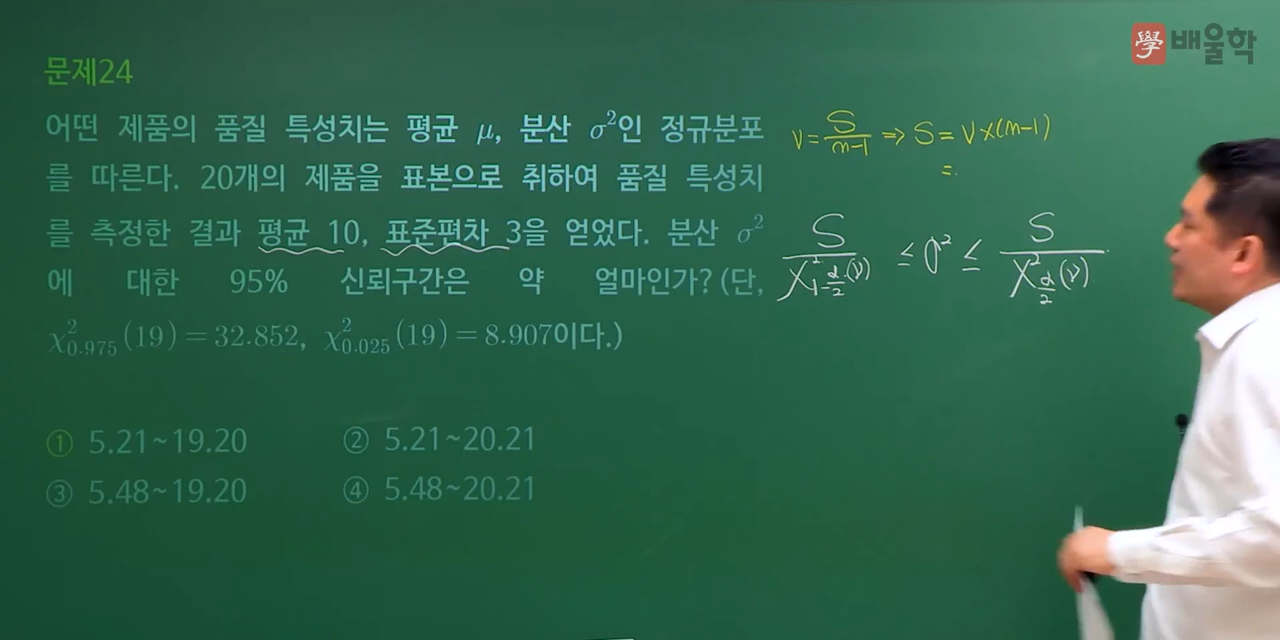 學 배울학
문제24
어떤 제품의 품질 특성치는 평균 μ, 분산 σ²인 정규분포
를 따른다. 20개의 제품을 표본으로 취하여 품질 특성치
를 측정한 결과 평균 10, 표준편차 3을 얻었다. 분산 σ²
에 대한 95% 신뢰구간은 약 얼마인가? (단,
χ²₀.₉₇₅(19) = 32.852, χ²₀.₀₂₅(19) = 8.907이다.)
① 5.21~19.20 ② 5.21~20.21
③ 5.48~19.20 ④ 5.48~20.21
V = S/(n-1) ⇒ S = V×(n-1)
=
S/χ²_{1-α/2}(ν) ≤ σ² ≤ S/χ²_{α/2}(ν)